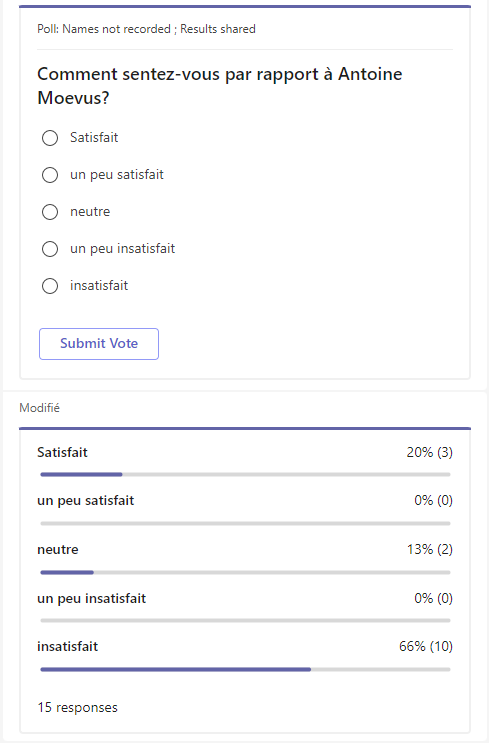 Poll: Names not recorded ; Results shared
Comment sentez-vous par rapport à Antoine
Moevus?
Satisfait
un peu satisfait
neutre
un peu insatisfait
insatisfait
Submit Vote
Modifié
Satisfait 20% (3)
un peu satisfait 0% (0)
neutre 13% (2)
un peu insatisfait 0% (0)
insatisfait 66% (10)
15 responses